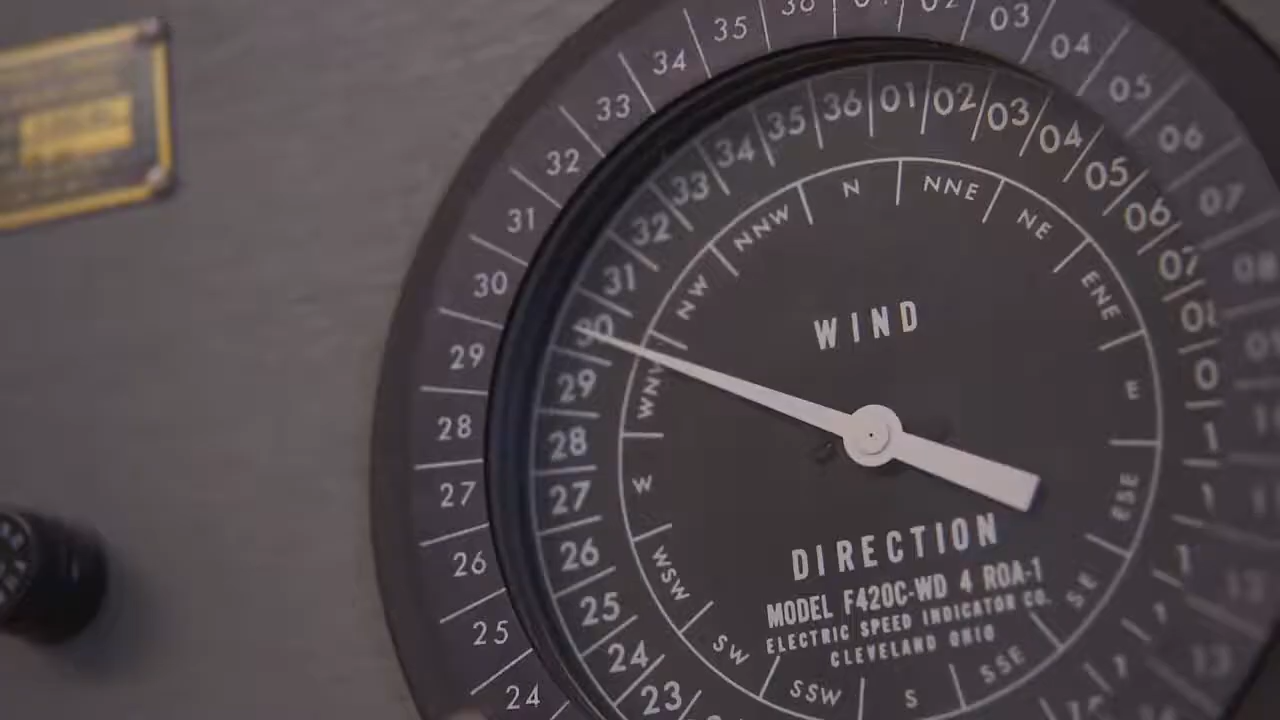 35
34
33
32
31
30
29
28
27
26
25
24
03
04
05
06
07
36
01
02
03
04
05
06
07
35
34
33
32
31
30
29
28
27
26
25
24
23
N
NNE
NE
ENE
E
ESE
SE
SSE
S
SSW
SW
WSW
W
WNW
NW
NNW
WIND
DIRECTION
MODEL F420C-WD 4 ROA-1
ELECTRIC SPEED INDICATOR CO.
CLEVELAND OHIO